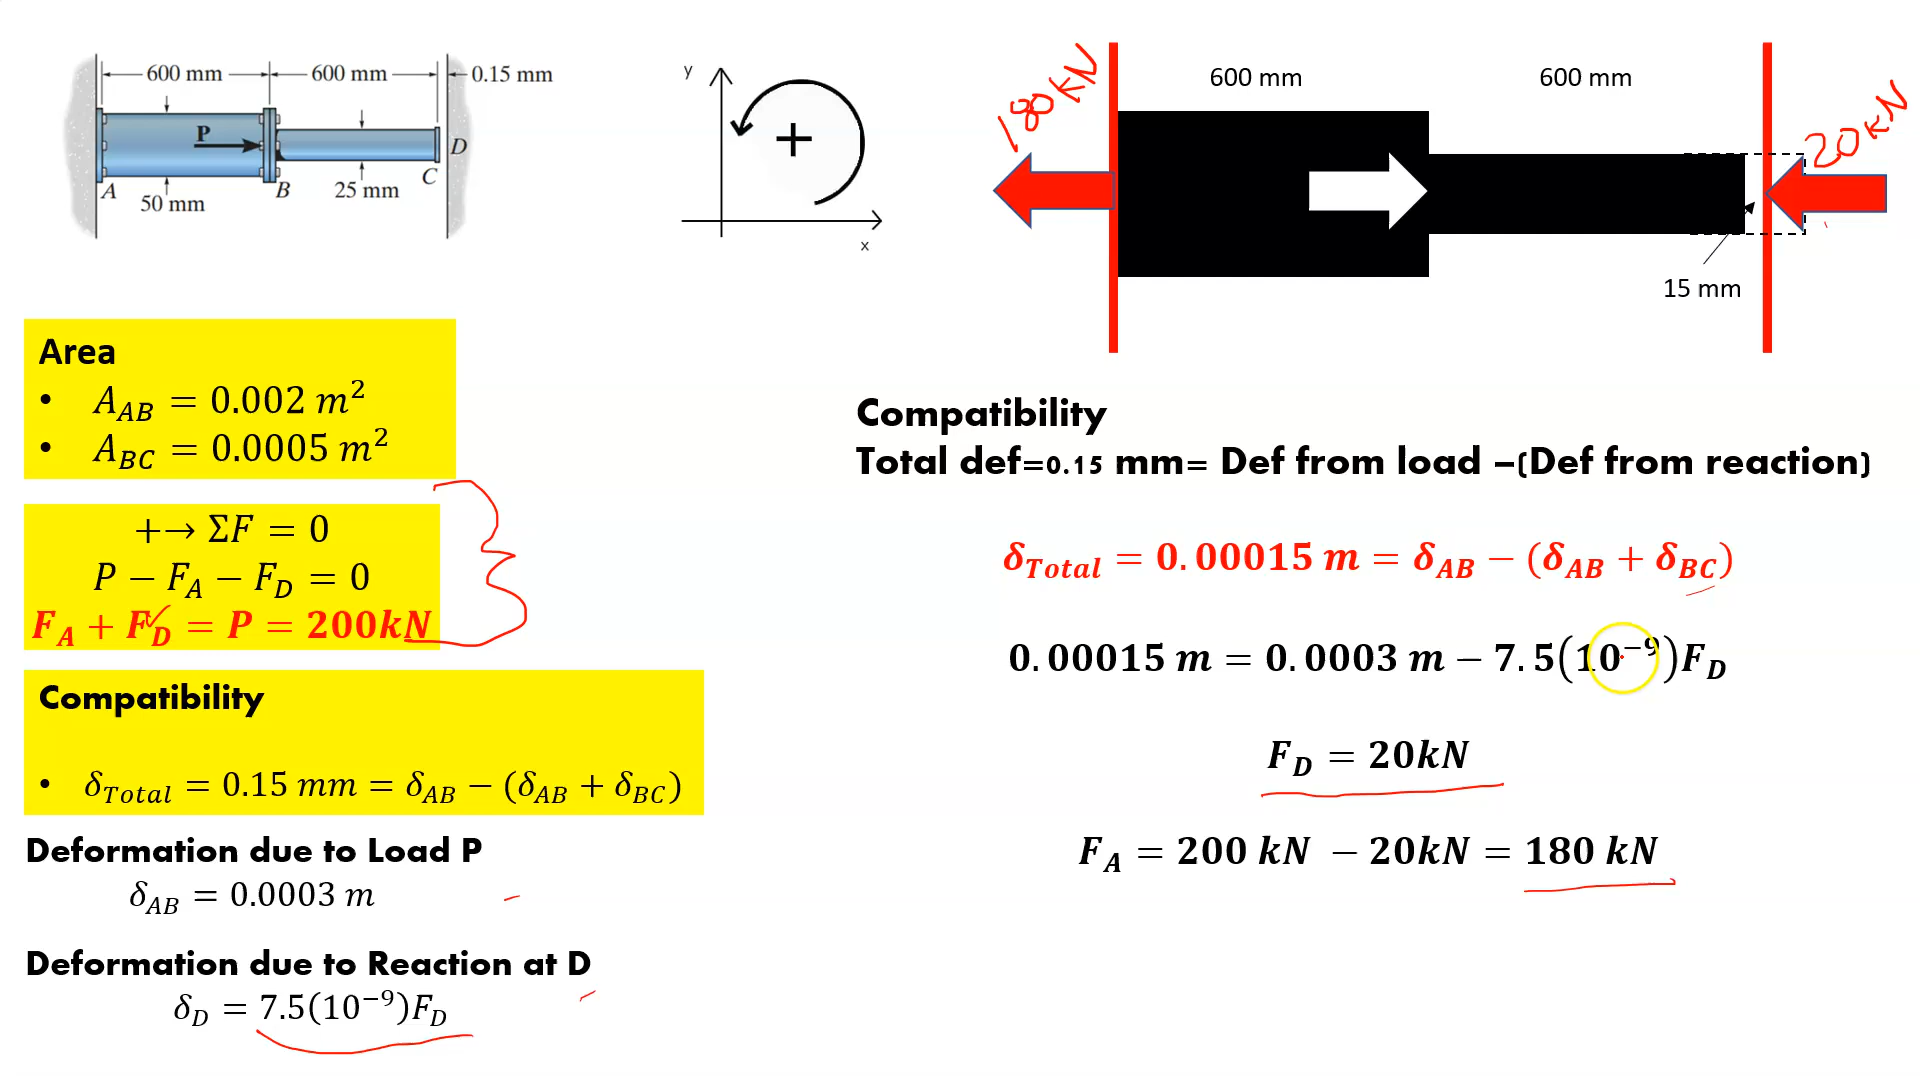 600 mm 600 mm 0.15 mm
P
D
A B C
50 mm 25 mm
y
+
x
180 kN
600 mm 600 mm
20 kN
15 mm
Area
• A_AB = 0.002 m²
• A_BC = 0.0005 m²
+→ ΣF = 0
P − F_A − F_D = 0
F_A + F_D = P = 200kN
Compatibility
• δ_Total = 0.15 mm = δ_AB − (δ_AB + δ_BC)
Deformation due to Load P
δ_AB = 0.0003 m
Deformation due to Reaction at D
δ_D = 7.5(10⁻⁹)F_D
Compatibility
Total def=0.15 mm= Def from load –(Def from reaction)
δ_Total = 0.00015 m = δ_AB − (δ_AB + δ_BC)
0.00015 m = 0.0003 m − 7.5(10⁻⁹)F_D
F_D = 20kN
F_A = 200 kN − 20kN = 180 kN